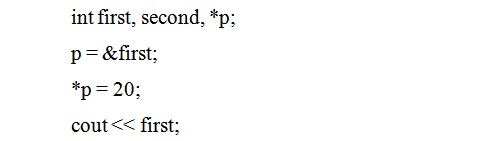 int first, second, *p;
p = &first;
*p = 20;
cout << first;